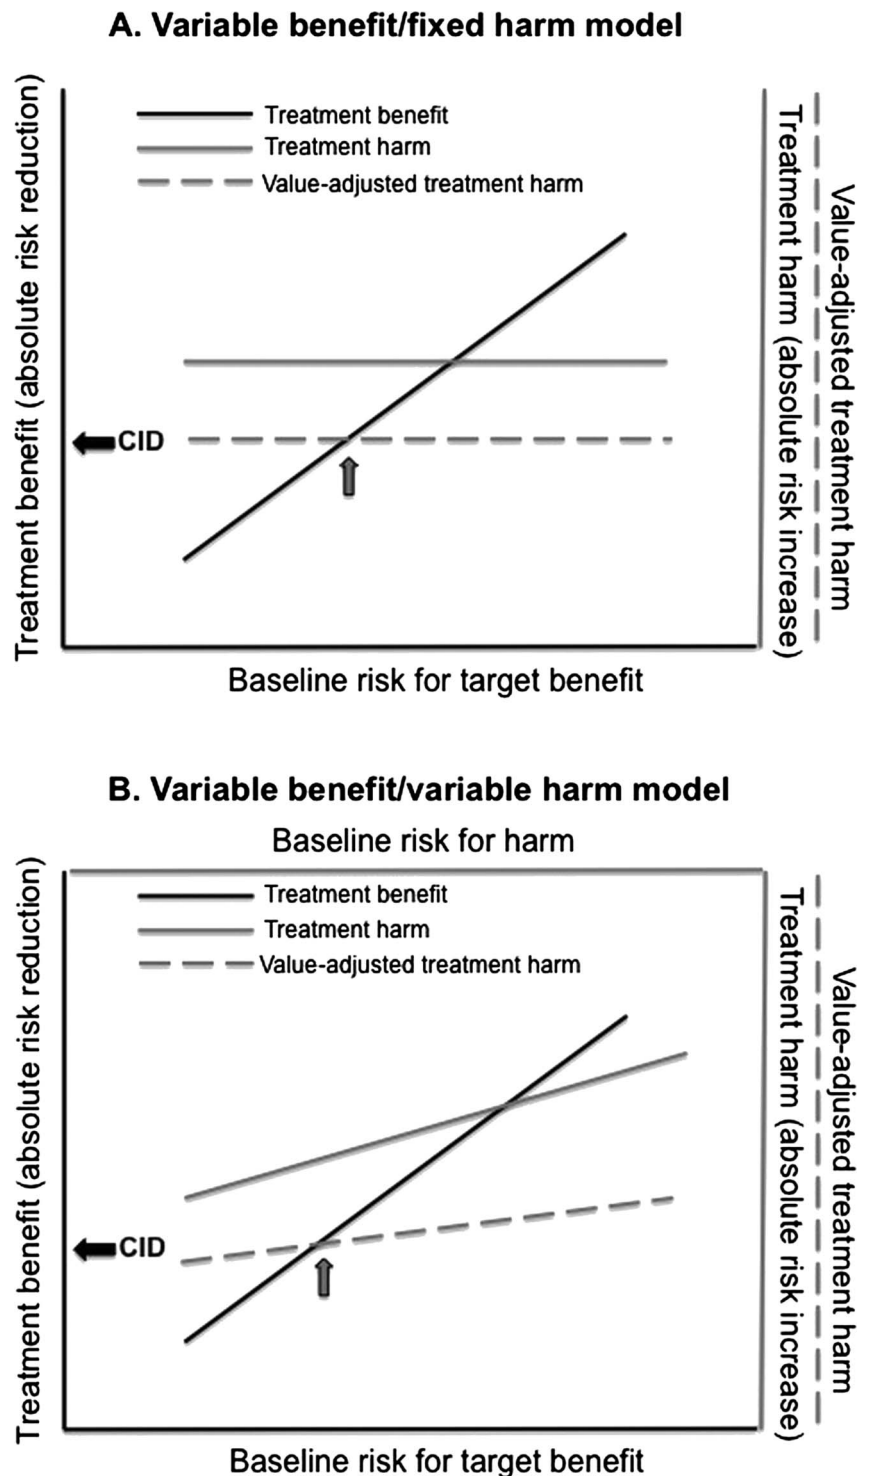 A. Variable benefit/fixed harm model
Treatment benefit (absolute risk reduction)
Treatment benefit
Treatment harm
Value-adjusted treatment harm
CID
Treatment harm (absolute risk increase)
Value-adjusted treatment harm
Baseline risk for target benefit
B. Variable benefit/variable harm model
Baseline risk for harm
Treatment benefit (absolute risk reduction)
Treatment benefit
Treatment harm
Value-adjusted treatment harm
CID
Treatment harm (absolute risk increase)
Value-adjusted treatment harm
Baseline risk for target benefit